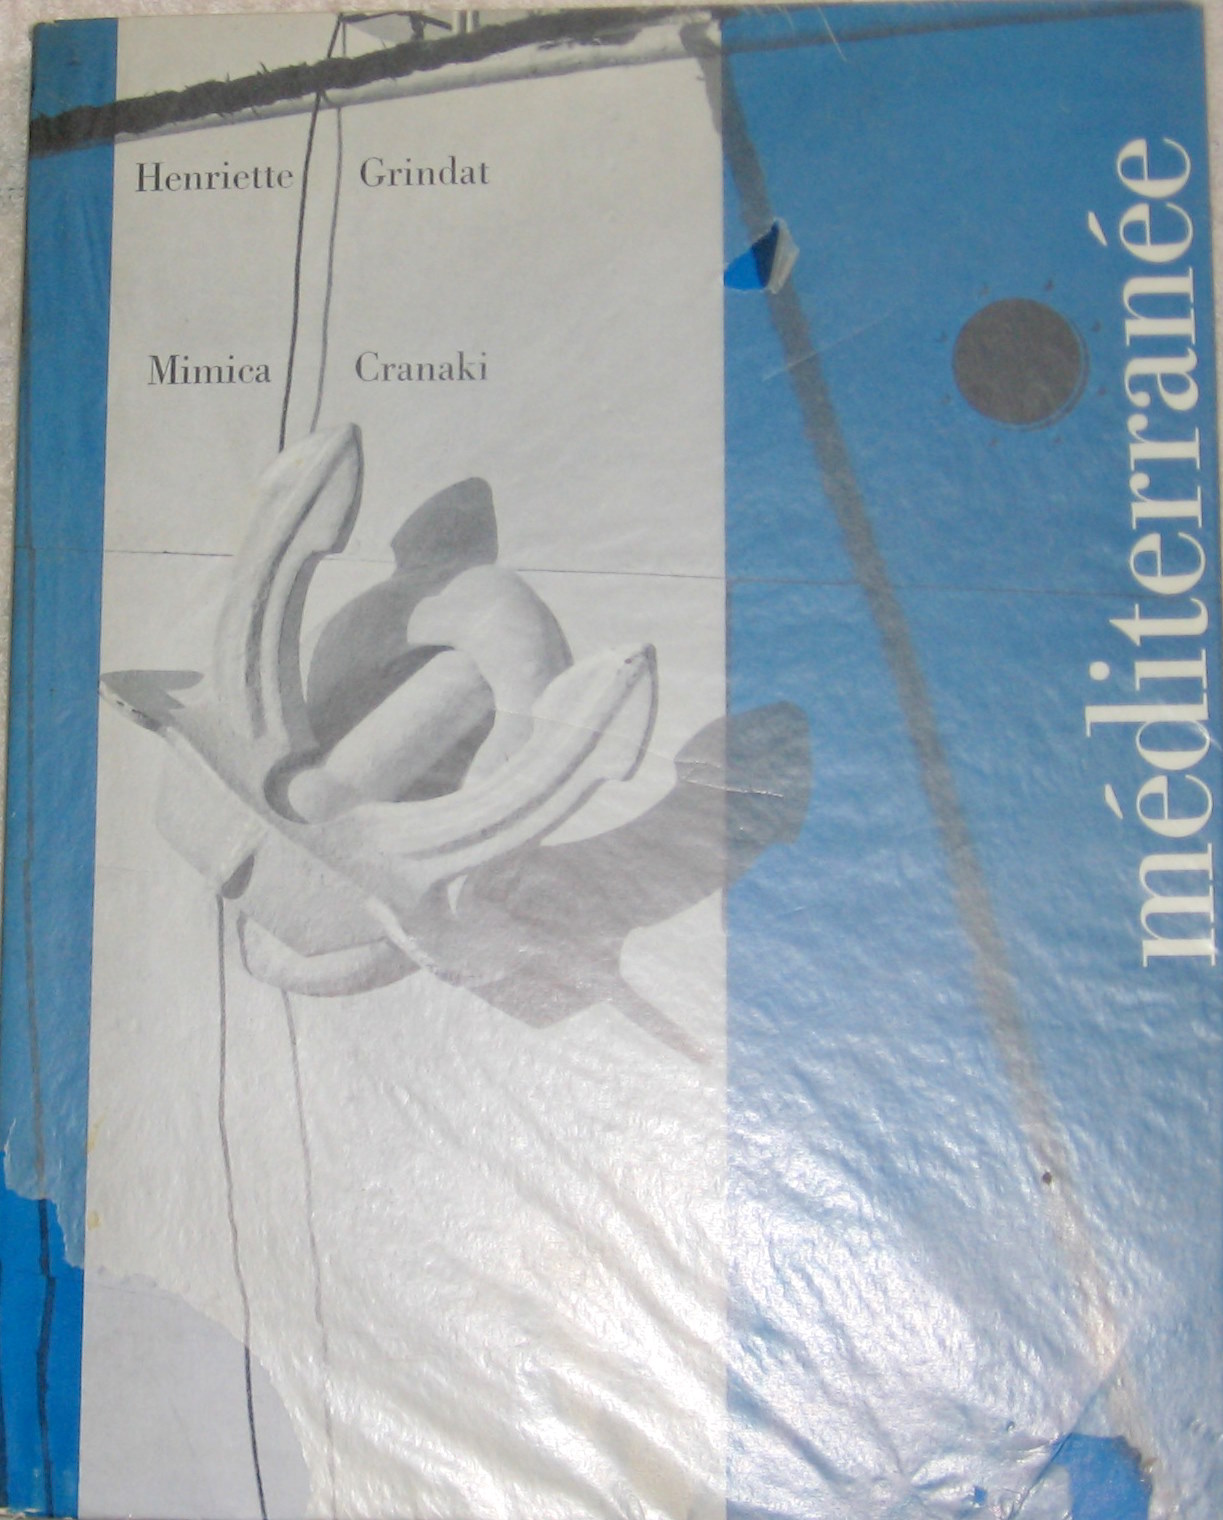 Henriette Grindat
Mimica Cranaki
méditerranée